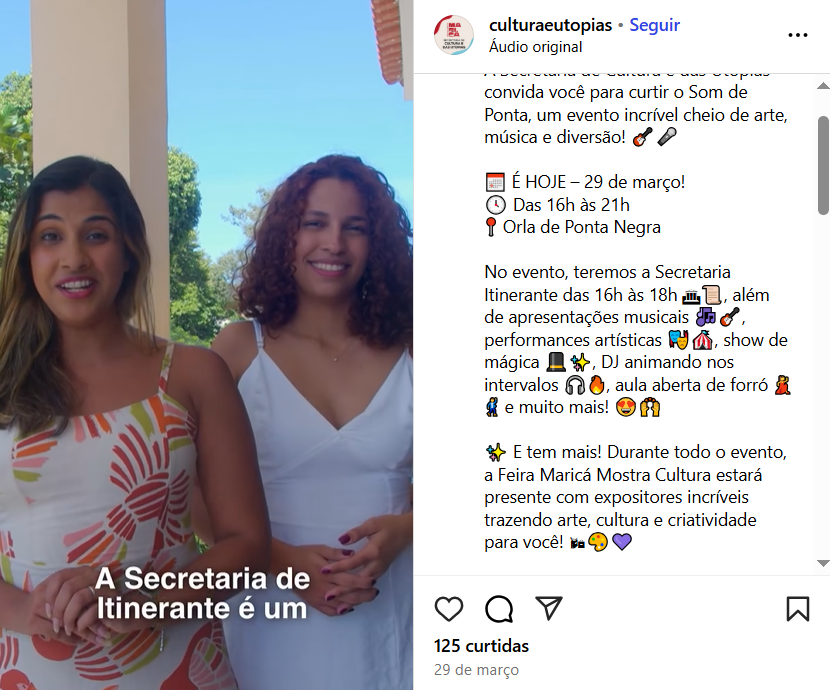 A Secretaria de
Itinerante é um
culturaeutopias • Seguir
Áudio original
A Secretaria de Cultura e das Utopias
convida você para curtir o Som de
Ponta, um evento incrível cheio de arte,
música e diversão! 🎸 🎤
📅 É HOJE – 29 de março!
🕓 Das 16h às 21h
📍 Orla de Ponta Negra
No evento, teremos a Secretaria
Itinerante das 16h às 18h 🏛️📜, além
de apresentações musicais 🎶🎸,
performances artísticas 🎭🎪, show de
mágica 🎩✨, DJ animando nos
intervalos 🎧🔥, aula aberta de forró 💃
🕺 e muito mais! 😍🙌
✨ E tem mais! Durante todo o evento,
a Feira Maricá Mostra Cultura estará
presente com expositores incríveis
trazendo arte, cultura e criatividade
para você! 🎨💜
125 curtidas
29 de março